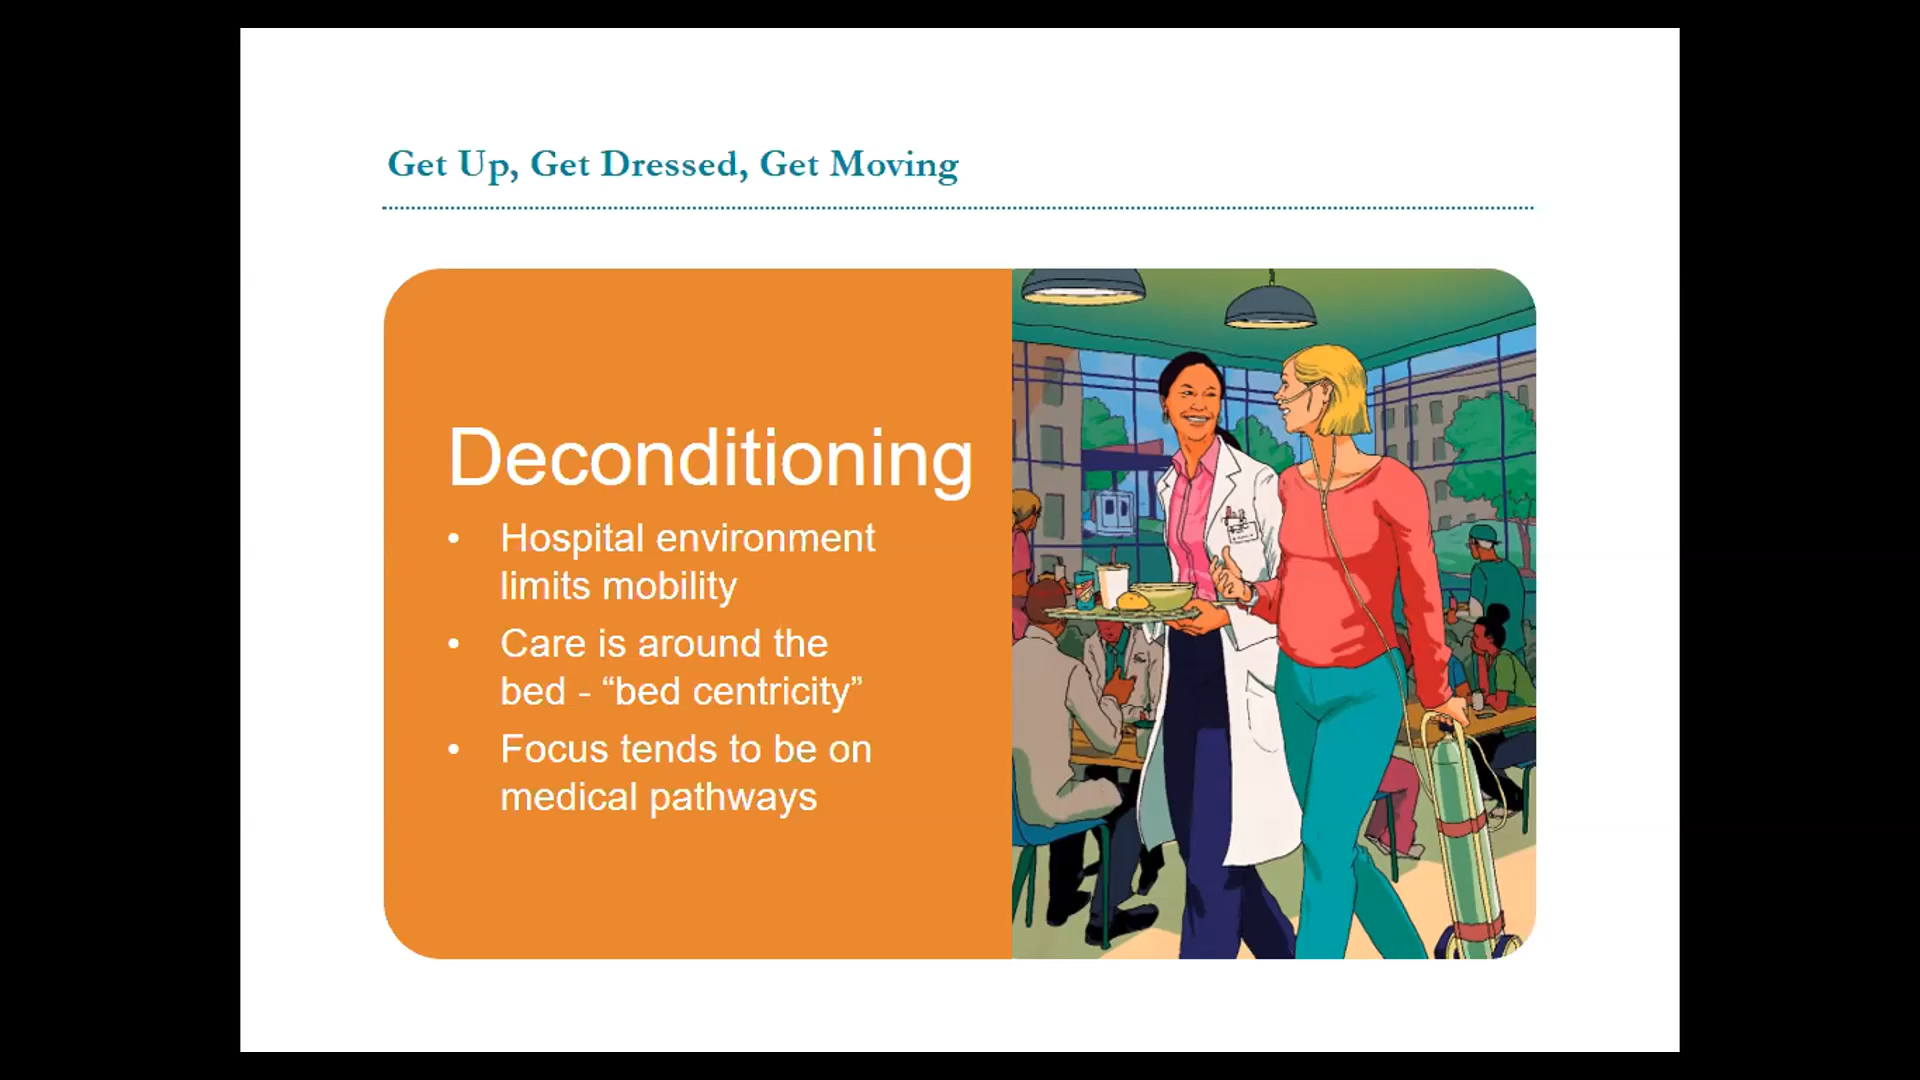 Get Up, Get Dressed, Get Moving
Deconditioning
• Hospital environment
limits mobility
• Care is around the
bed - “bed centricity”
• Focus tends to be on
medical pathways